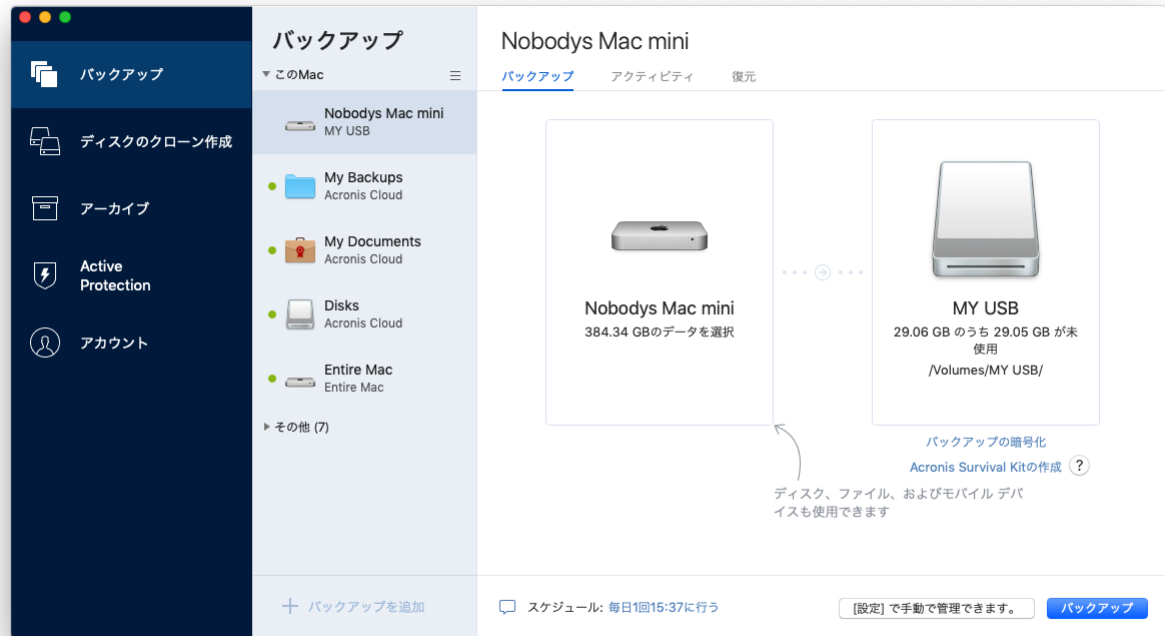 バックアップ
ディスクのクローン作成
アーカイブ
Active
Protection
アカウント
バックアップ
このMac
Nobodys Mac mini
MY USB
My Backups
Acronis Cloud
My Documents
Acronis Cloud
Disks
Acronis Cloud
Entire Mac
Entire Mac
その他 (7)
バックアップを追加
Nobodys Mac mini
バックアップ アクティビティ 復元
Nobodys Mac mini
384.34 GBのデータを選択
MY USB
29.06 GB のうち 29.05 GB が未
使用
/Volumes/MY USB/
バックアップの暗号化
Acronis Survival Kitの作成 ?
ディスク、ファイル、およびモバイル デバ
イスも使用できます
スケジュール: 毎日1回15:37に行う
[設定] で手動で管理できます。
バックアップ